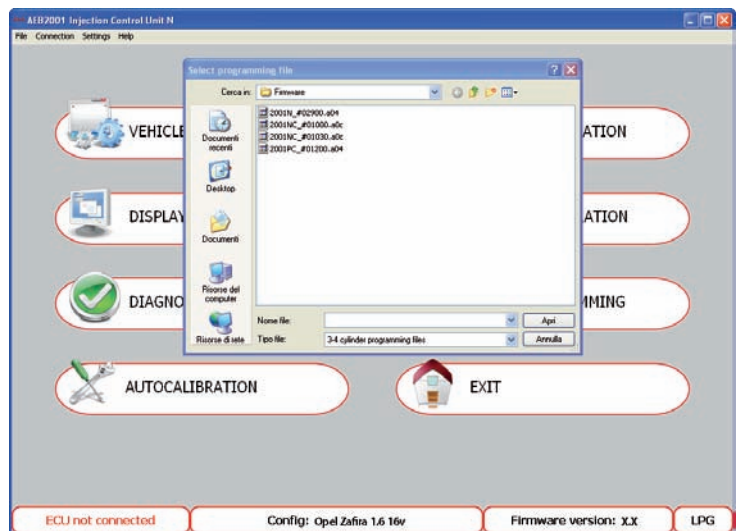 AEB2001 Injection Control Unit N
File Connection Settings Help
Select programming file
Cerca in: Firmware
2001N_#02900.a04
2001NC_#01000.a0c
2001NC_#01030.a0c
2001PC_#01200.a04
Documenti recenti
Desktop
Documenti
Risorse del computer
Risorse di rete
Nome file:
Apri
Tipo file: 3-4 cylinder programming files
Annulla
VEHICLE
ATION
DISPLAY
ATION
DIAGNO
MMING
AUTOCALIBRATION
EXIT
ECU not connected
Config: Opel Zafira 1.6 16v
Firmware version: X.X
LPG